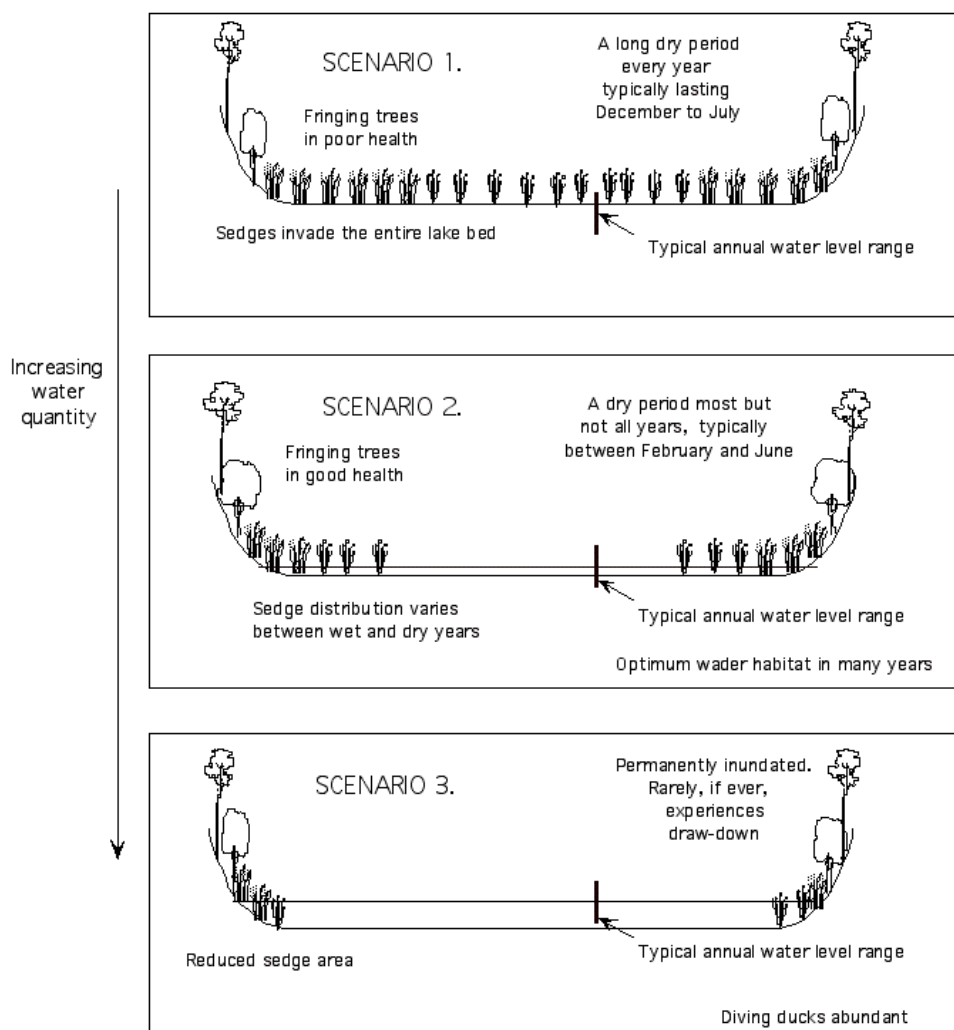 SCENARIO 1.
A long dry period
every year
typically lasting
December to July
Fringing trees
in poor health
Sedges invade the entire lake bed
Typical annual water level range
Increasing
water
quantity
SCENARIO 2.
A dry period most but
not all years, typically
between February and June
Fringing trees
in good health
Sedge distribution varies
between wet and dry years
Typical annual water level range
Optimum wader habitat in many years
SCENARIO 3.
Permanently inundated.
Rarely, if ever,
experiences
draw-down
Typical annual water level range
Reduced sedge area
Diving ducks abundant